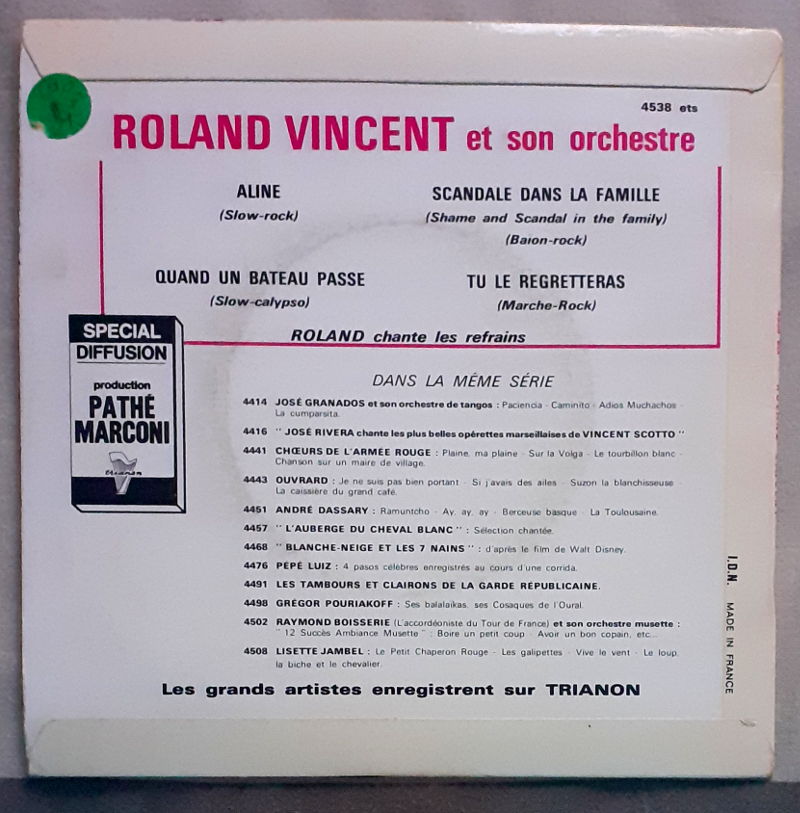 4538 ets
ROLAND VINCENT et son orchestre
ALINE
(Slow-rock)
SCANDALE DANS LA FAMILLE
(Shame and Scandal in the family)
(Baion-rock)
QUAND UN BATEAU PASSE
(Slow-calypso)
TU LE REGRETTERAS
(Marche-Rock)
ROLAND chante les refrains
SPECIAL
DIFFUSION
production
PATHÉ
MARCONI
trianon
DANS LA MÊME SÉRIE
4414 JOSÉ GRANADOS et son orchestre de tangos : Paciencia - Caminito - Adios Muchachos -
La cumparsita.
4416 " JOSÉ RIVERA chante les plus belles opérettes marseillaises de VINCENT SCOTTO "
4441 CHŒURS DE L'ARMÉE ROUGE : Plaine, ma plaine - Sur la Volga - Le tourbillon blanc -
Chanson sur un maire de village.
4443 OUVRARD : Je ne suis pas bien portant - Si j'avais des ailes - Suzon la blanchisseuse -
La caissière du grand café.
4451 ANDRÉ DASSARY : Ramuntcho - Ay, ay, ay - Berceuse basque - La Toulousaine.
4457 " L'AUBERGE DU CHEVAL BLANC " : Sélection chantée.
4468 " BLANCHE-NEIGE ET LES 7 NAINS " : d'après le film de Walt Disney.
4476 PÉPÉ LUIZ : 4 pasos célèbres enregistrés au cours d'une corrida.
4491 LES TAMBOURS ET CLAIRONS DE LA GARDE RÉPUBLICAINE.
4498 GRÉGOR POURIAKOFF : Ses balalaïkas, ses Cosaques de l'Oural.
4502 RAYMOND BOISSERIE (L'accordéoniste du Tour de France) et son orchestre musette :
" 12 Succès Ambiance Musette " : Boire un petit coup - Avoir un bon copain, etc...
4508 LISETTE JAMBEL : Le Petit Chaperon Rouge - Les galipettes - Vive le vent - Le loup,
la biche et le chevalier.
Les grands artistes enregistrent sur TRIANON
I.D.N. MADE IN FRANCE